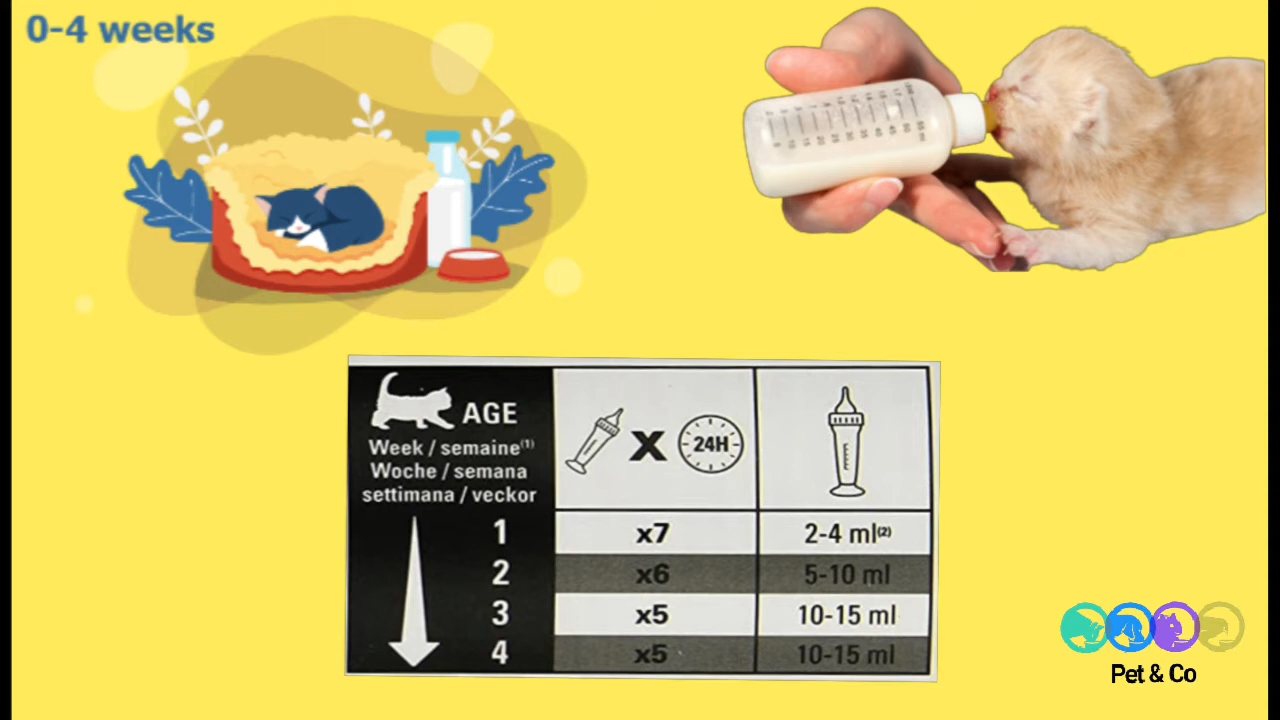 0-4 weeks
AGE
Week / semaine(1)
Woche / semana
settimana / veckor
X 24H
1 x7 2-4 ml(2)
2 x6 5-10 ml
3 x5 10-15 ml
4 x5 10-15 ml
Pet & Co